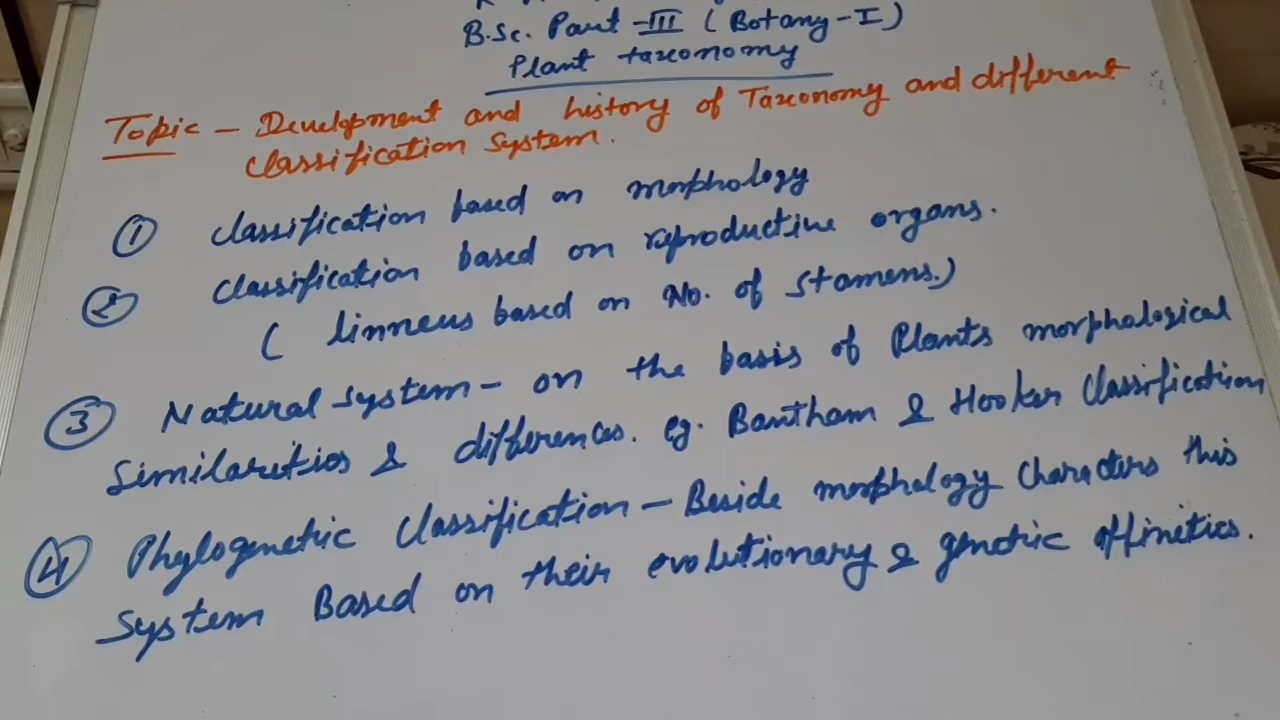 B.Sc. Part -III (Botany-I)
Plant taxonomy
Topic - Development and history of Taxonomy and different
classification System.
① classification based on morphology
② classification based on reproductive organs.
( linneus based on No. of Stamens.)
③ Natural System- on the basis of Plants morphological
Similarities & differences. eg. Bantham & Hooker Classification
④ Phylogenetric Classification - Beside morphology Characters this
System Based on their evolutionary & genetric affinetics.